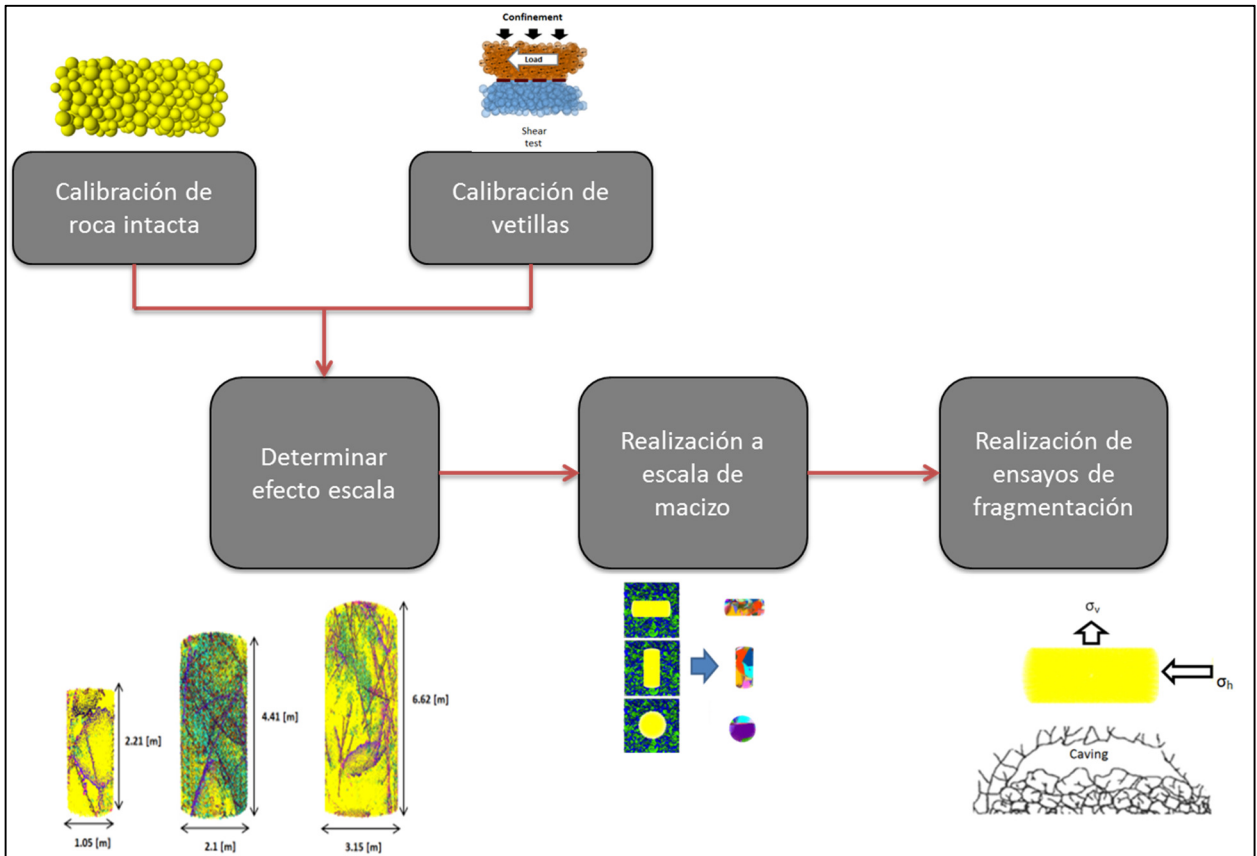 Confinement
Load
Shear
test
Calibración de
roca intacta
Calibración de
vetillas
Determinar
efecto escala
Realización a
escala de
macizo
Realización de
ensayos de
fragmentación
2.21 [m]
1.05 [m]
4.41 [m]
2.1 [m]
6.62 [m]
3.15 [m]
σv
σh
Caving